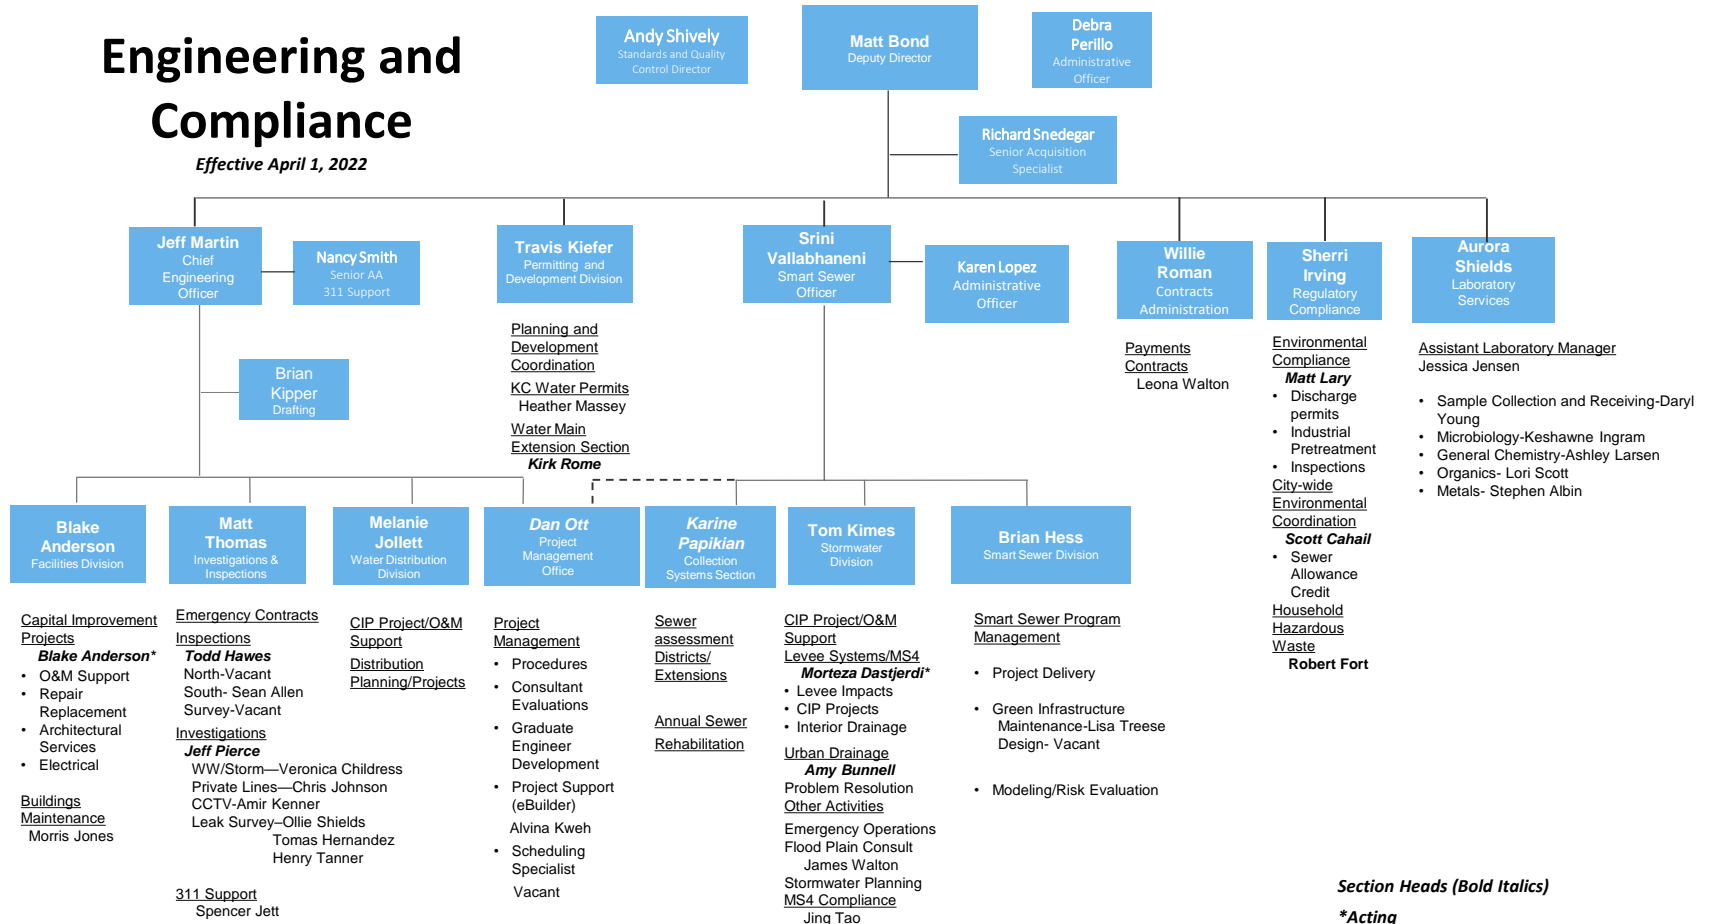 Engineering and
Compliance
Effective April 1, 2022
Andy Shively
Standards and Quality
Control Director
Matt Bond
Deputy Director
Debra
Perillo
Administrative
Officer
Richard Snedegar
Senior Acquisition
Specialist
Jeff Martin
Chief
Engineering
Officer
Nancy Smith
Senior AA
311 Support
Travis Kiefer
Permitting and
Development Division
Srini
Vallabhaneni
Smart Sewer
Officer
Karen Lopez
Administrative
Officer
Willie
Roman
Contracts
Administration
Sherri
Irving
Regulatory
Compliance
Aurora
Shields
Laboratory
Services
Brian
Kipper
Drafting
Planning and
Development
Coordination
KC Water Permits
Heather Massey
Water Main
Extension Section
Kirk Rome
Payments
Contracts
Leona Walton
Environmental
Compliance
Matt Lary
• Discharge
permits
• Industrial
Pretreatment
• Inspections
City-wide
Environmental
Coordination
Scott Cahail
• Sewer
Allowance
Credit
Household
Hazardous
Waste
Robert Fort
Assistant Laboratory Manager
Jessica Jensen
• Sample Collection and Receiving-Daryl
Young
• Microbiology-Keshawne Ingram
• General Chemistry-Ashley Larsen
• Organics- Lori Scott
• Metals- Stephen Albin
Blake
Anderson
Facilities Division
Matt
Thomas
Investigations &
Inspections
Melanie
Jollett
Water Distribution
Division
Dan Ott
Project
Management
Office
Karine
Papikian
Collection
Systems Section
Tom Kimes
Stormwater
Division
Brian Hess
Smart Sewer Division
Capital Improvement
Projects
Blake Anderson*
• O&M Support
• Repair
Replacement
• Architectural
Services
• Electrical
Buildings
Maintenance
Morris Jones
Emergency Contracts
Inspections
Todd Hawes
North-Vacant
South- Sean Allen
Survey-Vacant
Investigations
Jeff Pierce
WW/Storm—Veronica Childress
Private Lines—Chris Johnson
CCTV-Amir Kenner
Leak Survey–Ollie Shields
Tomas Hernandez
Henry Tanner
311 Support
Spencer Jett
CIP Project/O&M
Support
Distribution
Planning/Projects
Project
Management
• Procedures
• Consultant
Evaluations
• Graduate
Engineer
Development
• Project Support
(eBuilder)
Alvina Kweh
• Scheduling
Specialist
Vacant
Sewer
assessment
Districts/
Extensions
Annual Sewer
Rehabilitation
CIP Project/O&M
Support
Levee Systems/MS4
Morteza Dastjerdi*
• Levee Impacts
• CIP Projects
• Interior Drainage
Urban Drainage
Amy Bunnell
Problem Resolution
Other Activities
Emergency Operations
Flood Plain Consult
James Walton
Stormwater Planning
MS4 Compliance
Jing Tao
Smart Sewer Program
Management
• Project Delivery
• Green Infrastructure
Maintenance-Lisa Treese
Design- Vacant
• Modeling/Risk Evaluation
Section Heads (Bold Italics)
*Acting